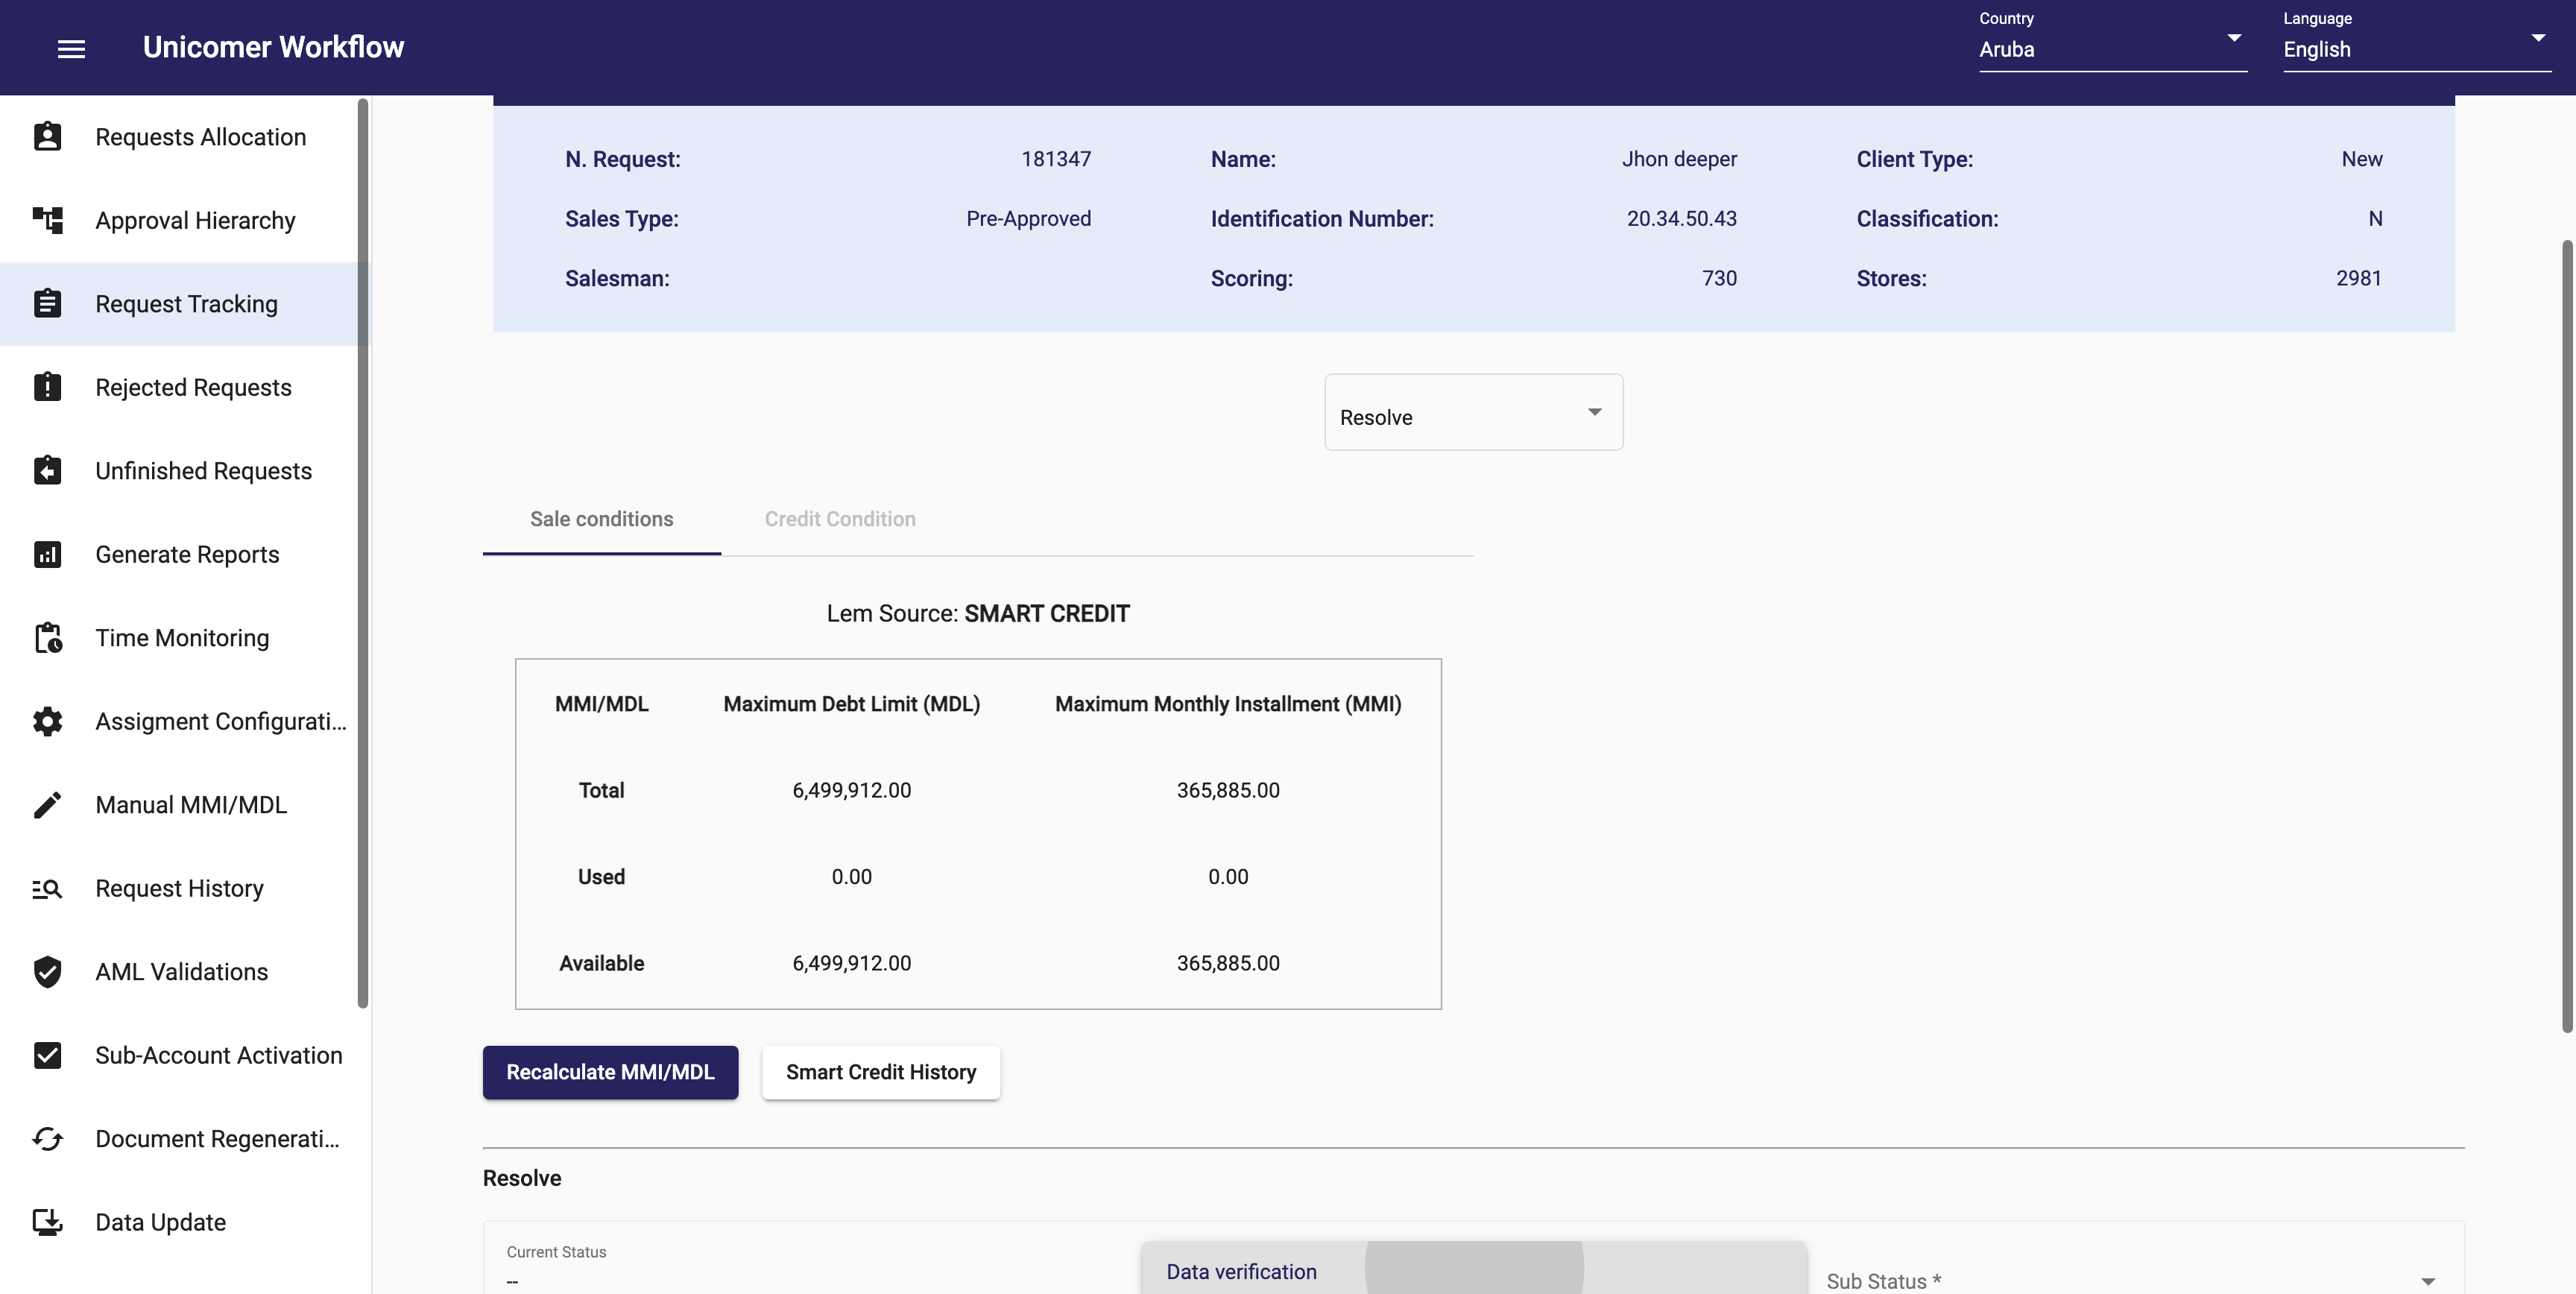 Unicomer Workflow
Country
Aruba
Language
English
Requests Allocation
Approval Hierarchy
Request Tracking
Rejected Requests
Unfinished Requests
Generate Reports
Time Monitoring
Assigment Configurati...
Manual MMI/MDL
Request History
AML Validations
Sub-Account Activation
Document Regenerati...
Data Update
N. Request: 181347 Name: Jhon deeper Client Type: New
Sales Type: Pre-Approved Identification Number: 20.34.50.43 Classification: N
Salesman: Scoring: 730 Stores: 2981
Resolve
Sale conditions Credit Condition
Lem Source: SMART CREDIT
MMI/MDL Maximum Debt Limit (MDL) Maximum Monthly Installment (MMI)
Total 6,499,912.00 365,885.00
Used 0.00 0.00
Available 6,499,912.00 365,885.00
Recalculate MMI/MDL Smart Credit History
Resolve
Current Status
--
Data verification
Sub Status *